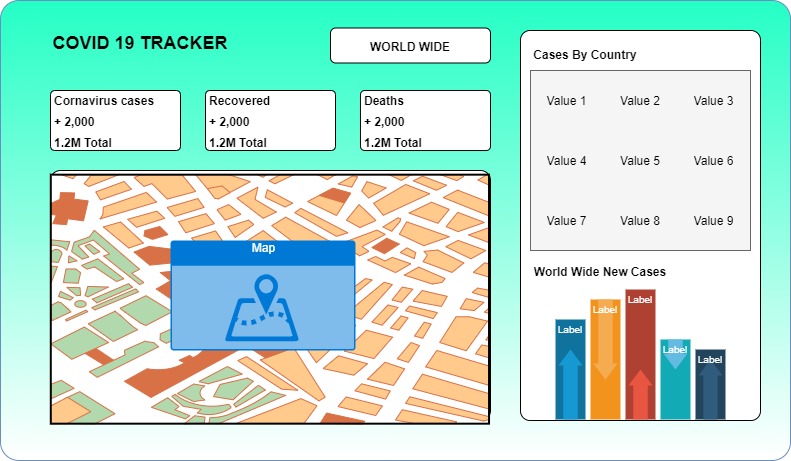 COVID 19 TRACKER
WORLD WIDE
Cornavirus cases
+ 2,000
1.2M Total
Recovered
+ 2,000
1.2M Total
Deaths
+ 2,000
1.2M Total
Map
Cases By Country
Value 1 Value 2 Value 3
Value 4 Value 5 Value 6
Value 7 Value 8 Value 9
World Wide New Cases
Label
Label
Label
Label
Label